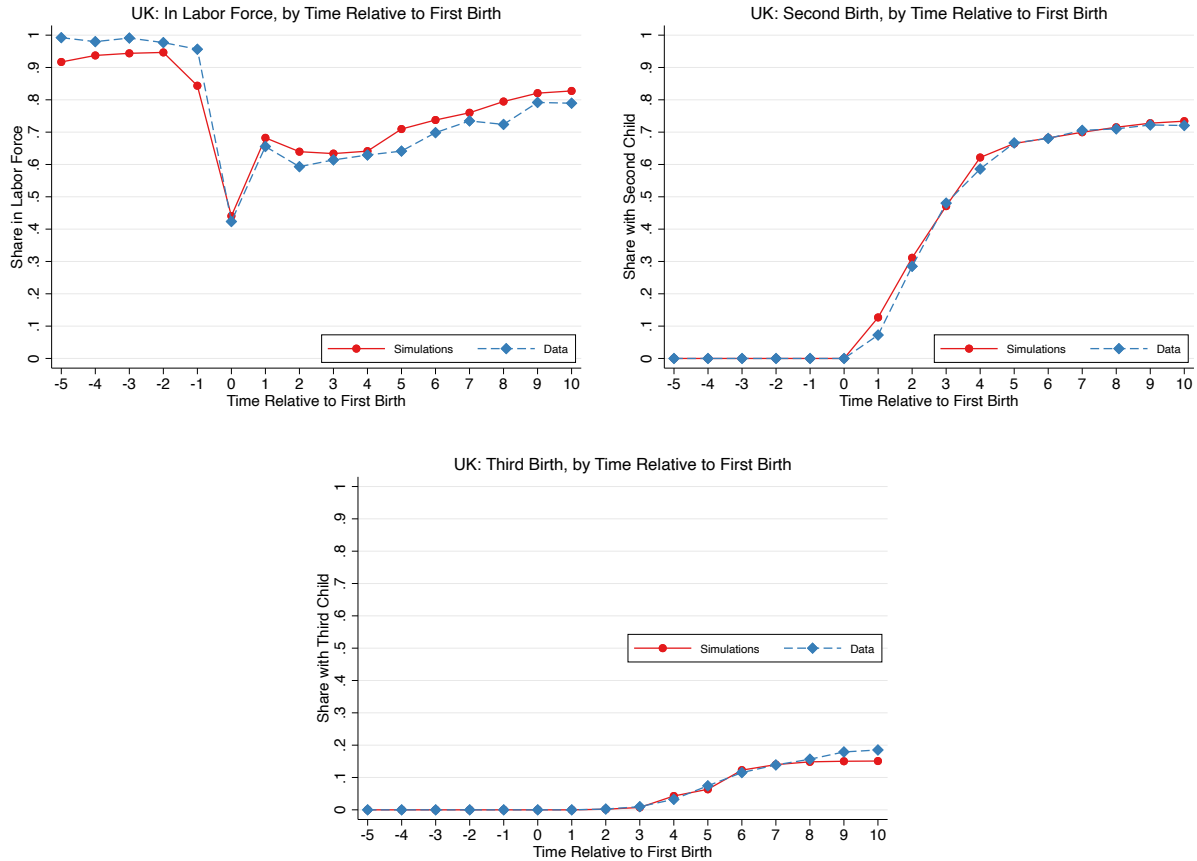 UK: In Labor Force, by Time Relative to First Birth
Share in Labor Force
1
.9
.8
.7
.6
.5
.4
.3
.2
.1
0
Simulations Data
-5 -4 -3 -2 -1 0 1 2 3 4 5 6 7 8 9 10
Time Relative to First Birth
UK: Second Birth, by Time Relative to First Birth
Share with Second Child
1
.9
.8
.7
.6
.5
.4
.3
.2
.1
0
Simulations Data
-5 -4 -3 -2 -1 0 1 2 3 4 5 6 7 8 9 10
Time Relative to First Birth
UK: Third Birth, by Time Relative to First Birth
Share with Third Child
1
.9
.8
.7
.6
.5
.4
.3
.2
.1
0
Simulations Data
-5 -4 -3 -2 -1 0 1 2 3 4 5 6 7 8 9 10
Time Relative to First Birth